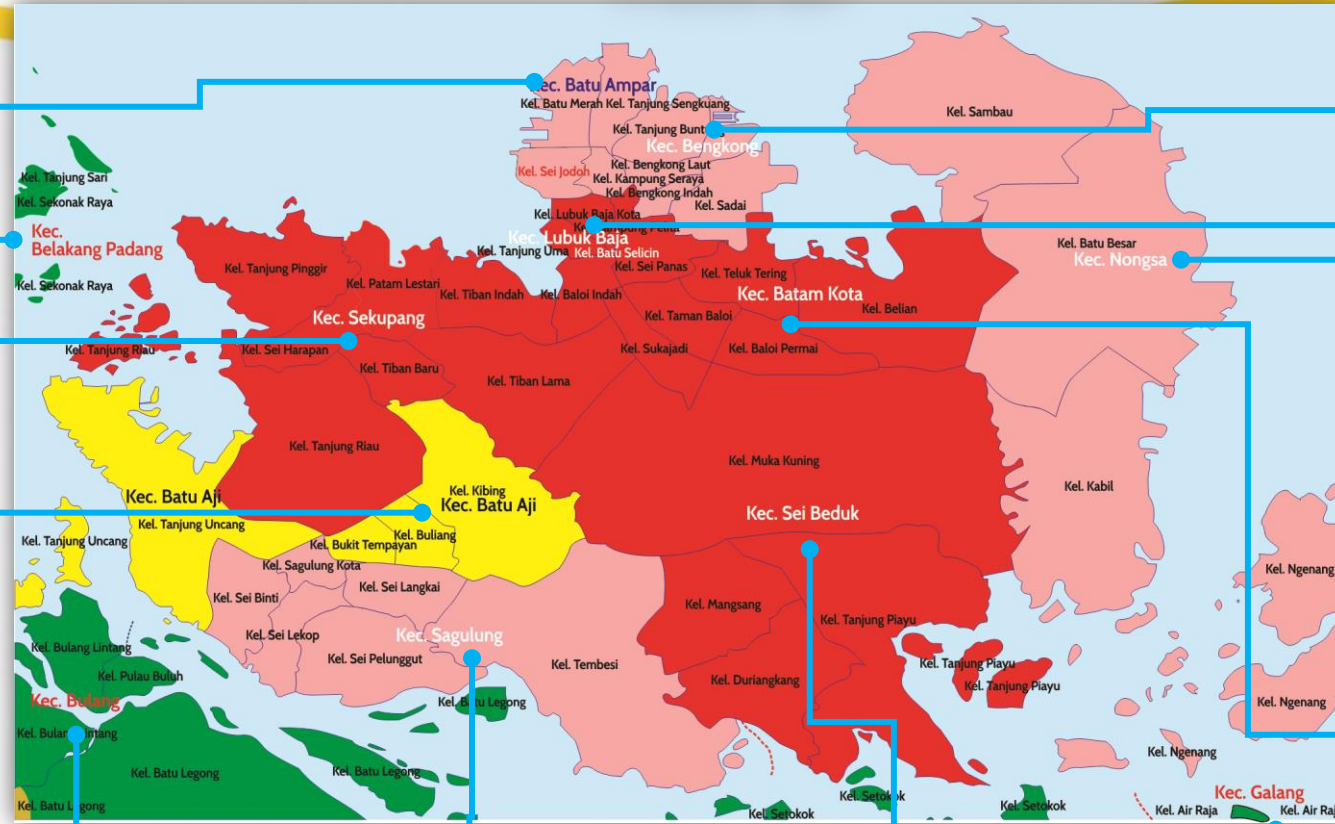 Kec. Batu Ampar
Kel. Batu Merah Kel. Tanjung Sengkuang
Kel. Sambau
Kel. Tanjung Buntung
Kec. Bengkong
Kel. Bengkong Laut
Kel. Sei Jodoh
Kel. Kampung Seraya
Kel. Tanjung Sari
Kel. Bengkong Indah
Kel. Sekonak Raya
Kel. Sadai
Kel. Lubuk Baja Kota
Kec.
Belakang Padang
Kec. Lubuk Baja
Kel. Tanjung Uma
Kel. Batu Selicin
Kel. Batu Besar
Kec. Nongsa
Kel. Tanjung Pinggir
Kel. Sei Panas
Kel. Teluk Tering
Kel. Sekonak Raya
Kel. Patam Lestari
Kel. Tiban Indah
Kel. Baloi Indah
Kec. Batam Kota
Kel. Belian
Kec. Sekupang
Kel. Taman Baloi
Kel. Tanjung Riau
Kel. Sei Harapan
Kel. Sukajadi
Kel. Baloi Permai
Kel. Tiban Baru
Kel. Tiban Lama
Kel. Tanjung Riau
Kel. Muka Kuning
Kel. Kabil
Kec. Batu Aji
Kel. Kibing
Kec. Batu Aji
Kel. Tanjung Uncang
Kec. Sei Beduk
Kel. Tanjung Uncang
Kel. Bukit Tempayan
Kel. Buliang
Kel. Sagulung Kota
Kel. Ngenang
Kel. Sei Binti
Kel. Sei Langkai
Kel. Mangsang
Kel. Tanjung Piayu
Kel. Sei Lekop
Kec. Sagulung
Kel. Bulang Lintang
Kel. Sei Pelunggut
Kel. Tembesi
Kel. Tanjung Piayu
Kel. Pulau Buluh
Kel. Duriangkang
Kel. Tanjung Piayu
Kec. Bulang
Kel. Batu Legong
Kel. Ngenang
Kel. Bulang Lintang
Kel. Ngenang
Kel. Batu Legong
Kel. Batu Legong
Kec. Galang
Kel. Batu Legong
Kel. Setokok
Kel. Setokok
Kel. Setokok
Kel. Air Raja
Kel. Air Raja